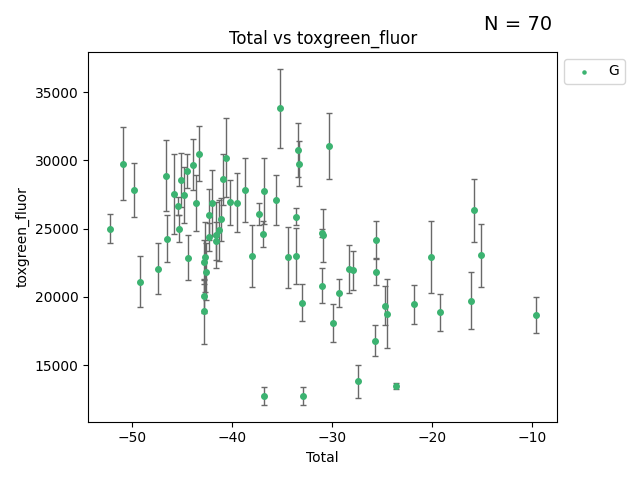 N = 70
Total vs toxgreen_fluor
G
toxgreen_fluor
35000
30000
25000
20000
15000
−50 −40 −30 −20 −10
Total